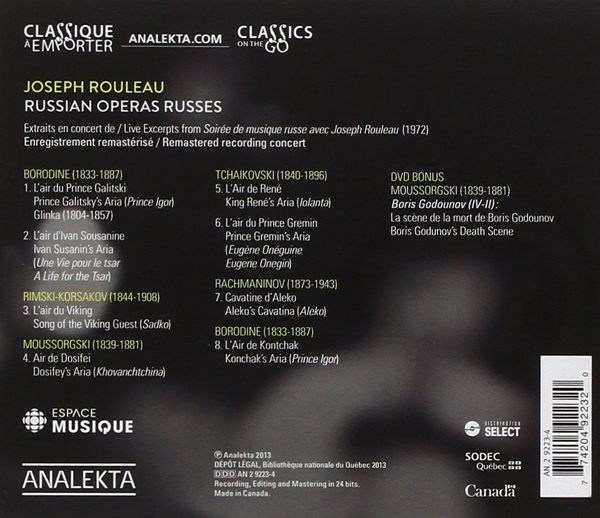 CLASSIQUE
À EMPORTER
ANALEKTA.COM
CLASSICS
ON THE GO
JOSEPH ROULEAU
RUSSIAN OPERAS RUSSES
Extraits en concert de / Live Excerpts from Soirée de musique russe avec Joseph Rouleau (1972)
Enregistrement remastérisé / Remastered recording concert
BORODINE (1833-1887)
1. L'air du Prince Galitski
Prince Galitsky's Aria (Prince Igor)
Glinka (1804-1857)
2. L'air d'Ivan Sousanine
Ivan Susanin's Aria
(Une Vie pour le tsar
A Life for the Tsar)
RIMSKI-KORSAKOV (1844-1908)
3. L'air du Viking
Song of the Viking Guest (Sadko)
MOUSSORGSKI (1839-1881)
4. Air de Dosifei
Dosifey's Aria (Khovanchtchina)
TCHAIKOVSKI (1840-1896)
5. L'Air de René
King René's Aria (Iolanta)
6. L'air du Prince Gremin
Prince Gremin's Aria
(Eugène Onéguine
Eugene Onegin)
RACHMANINOV (1873-1943)
7. Cavatine d'Aleko
Aleko's Cavatina (Aleko)
BORODINE (1833-1887)
8. L'Air de Kontchak
Konchak's Aria (Prince Igor)
DVD BONUS
MOUSSORGSKI (1839-1881)
Boris Godounov (IV-II):
La scène de la mort de Boris Godounov
Boris Godunov's Death Scene
ESPACE
MUSIQUE
ANALEKTA
Ⓟ Analekta 2013
DÉPÔT LÉGAL, Bibliothèque nationale du Québec 2013
DDD AN 2 9223-4
Recording, Editing and Mastering in 24 bits.
Made in Canada.
DISTRIBUTION
SELECT
SODEC
Québec
Canada
AN 2 9223-4
7 74204 92232 0